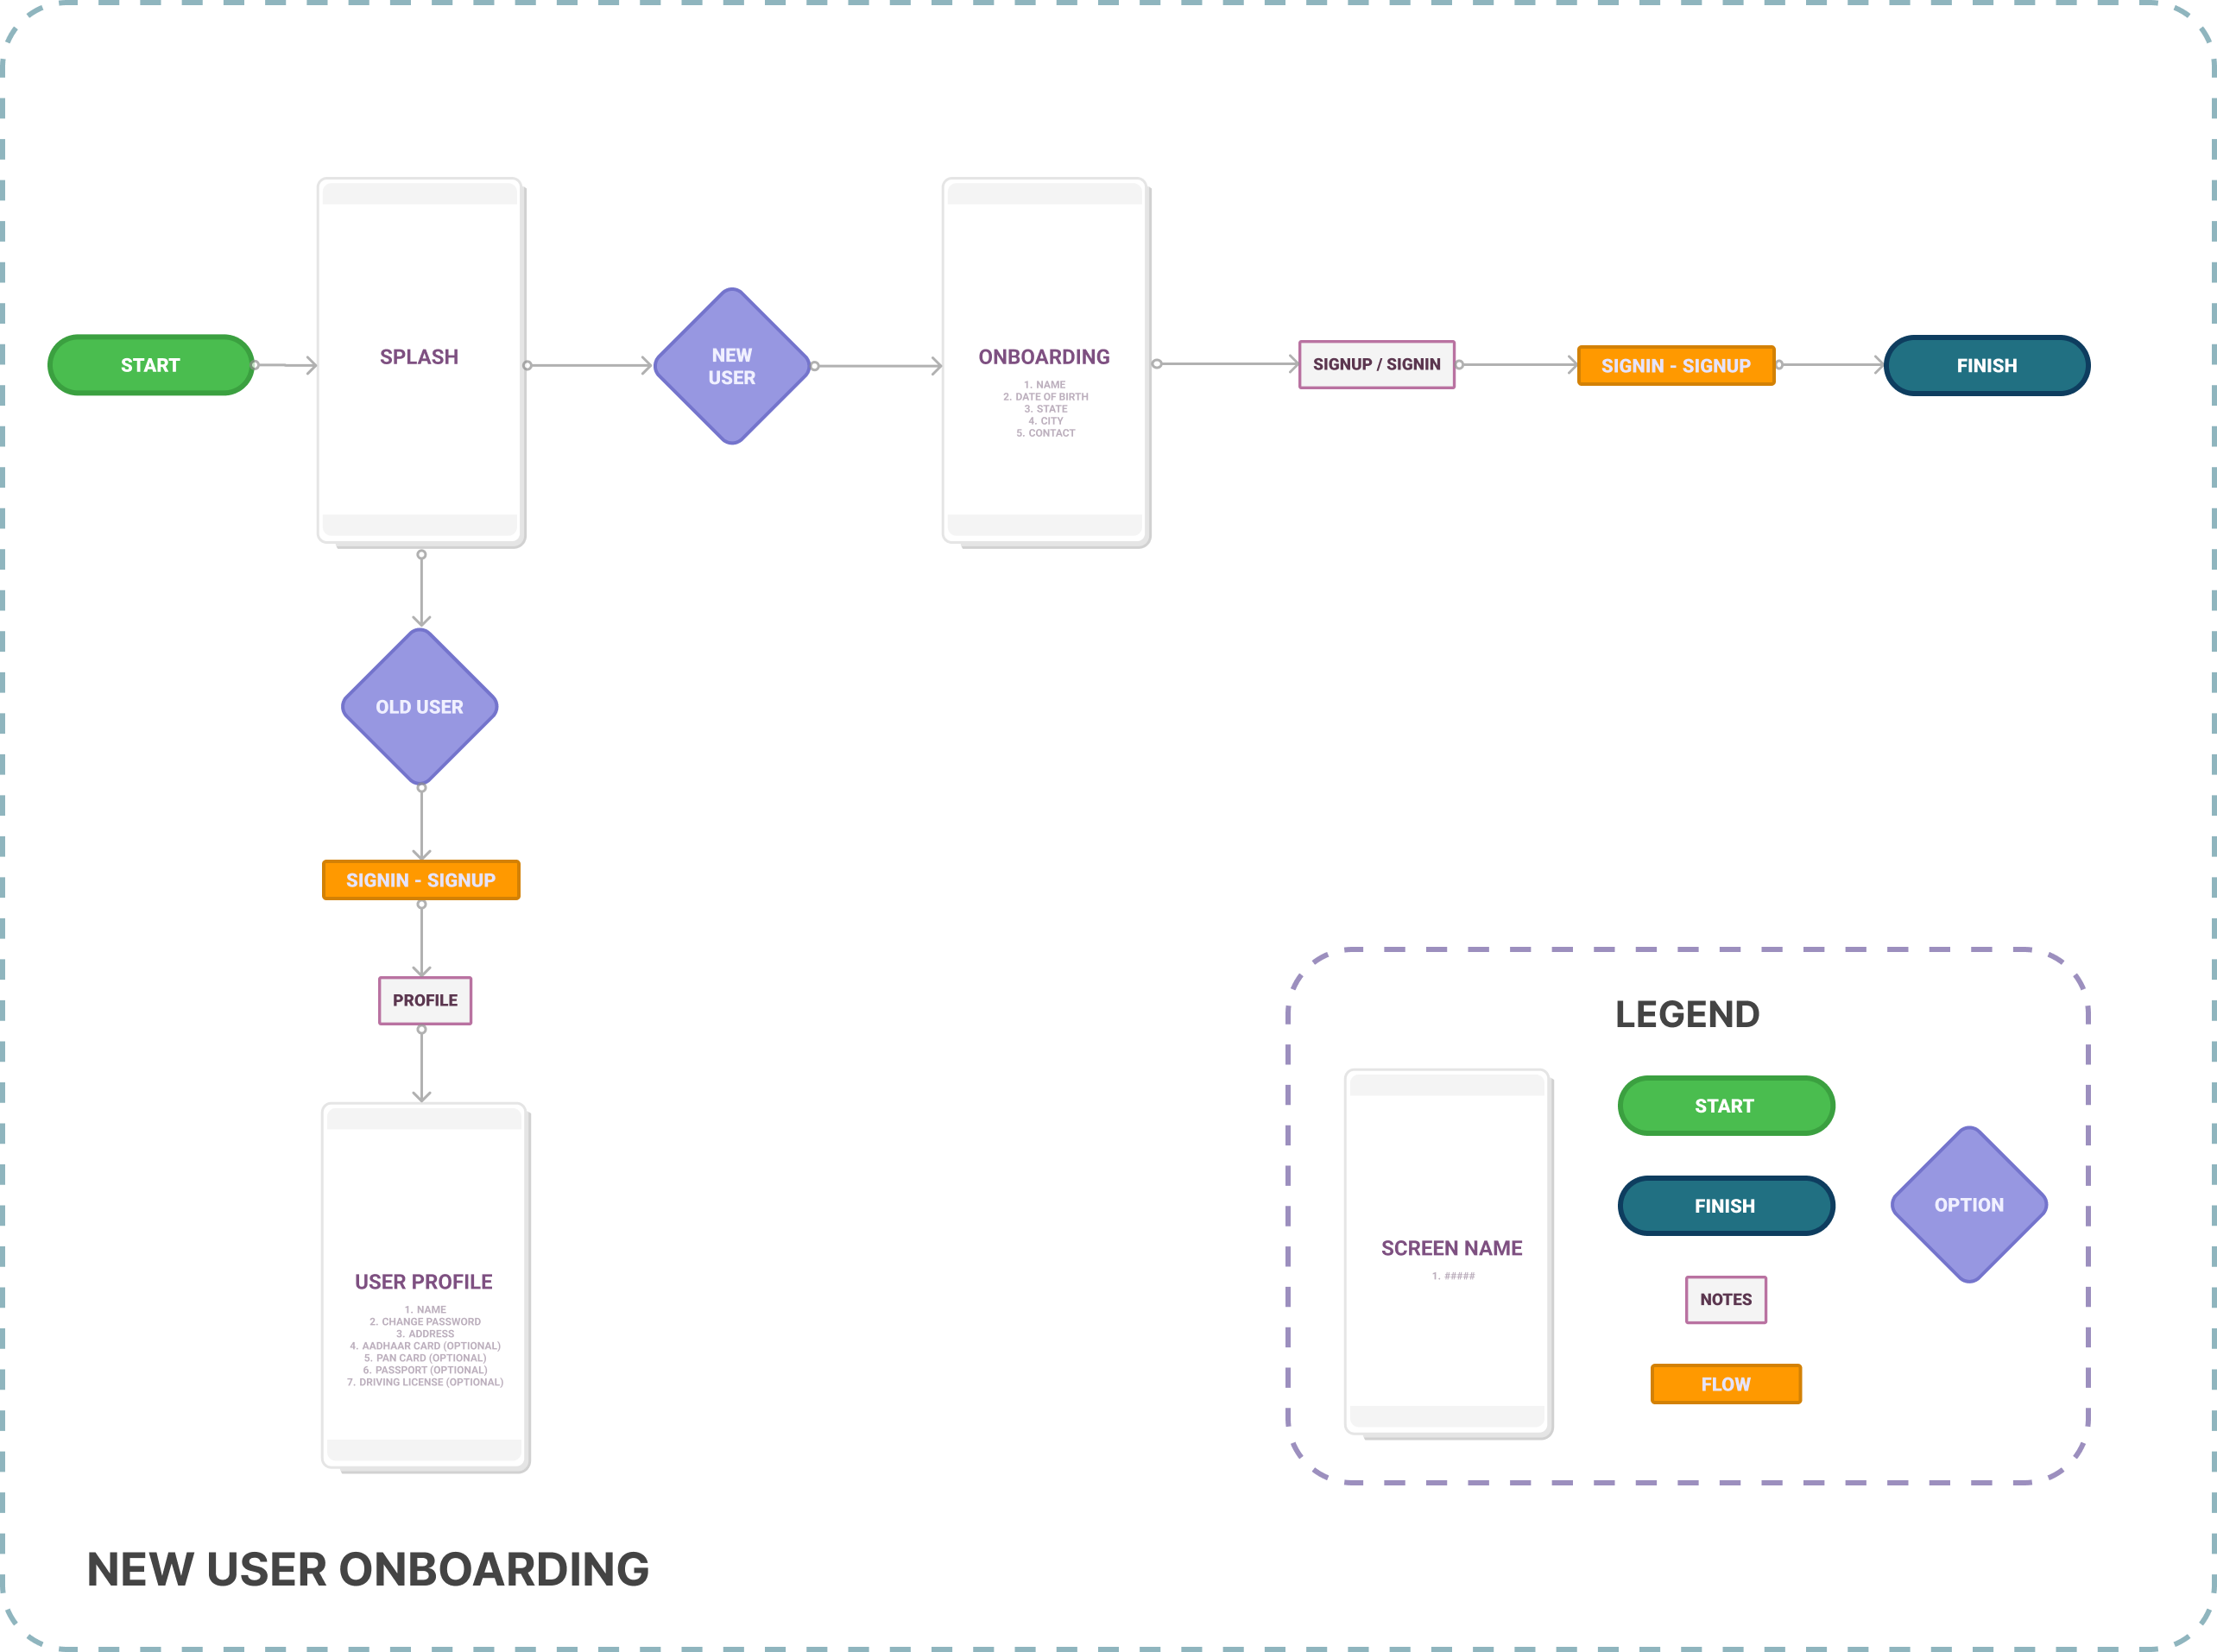 START
SPLASH
NEW
USER
ONBOARDING
1. NAME
2. DATE OF BIRTH
3. STATE
4. CITY
5. CONTACT
SIGNUP / SIGNIN
SIGNIN - SIGNUP
FINISH
OLD USER
SIGNIN - SIGNUP
PROFILE
USER PROFILE
1. NAME
2. CHANGE PASSWORD
3. ADDRESS
4. AADHAAR CARD (OPTIONAL)
5. PAN CARD (OPTIONAL)
6. PASSPORT (OPTIONAL)
7. DRIVING LICENSE (OPTIONAL)
LEGEND
SCREEN NAME
1. #####
START
FINISH
NOTES
FLOW
OPTION
NEW USER ONBOARDING